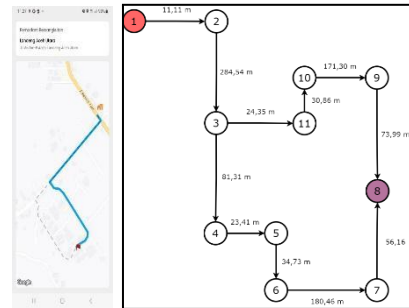 11,11 m
1
2
284,54 m
171,30 m
10
9
30,86 m
24,35 m
3
11
73,99 m
81,31 m
8
23,41 m
4
5
34,73 m
56,16
6
7
180,46 m
Google